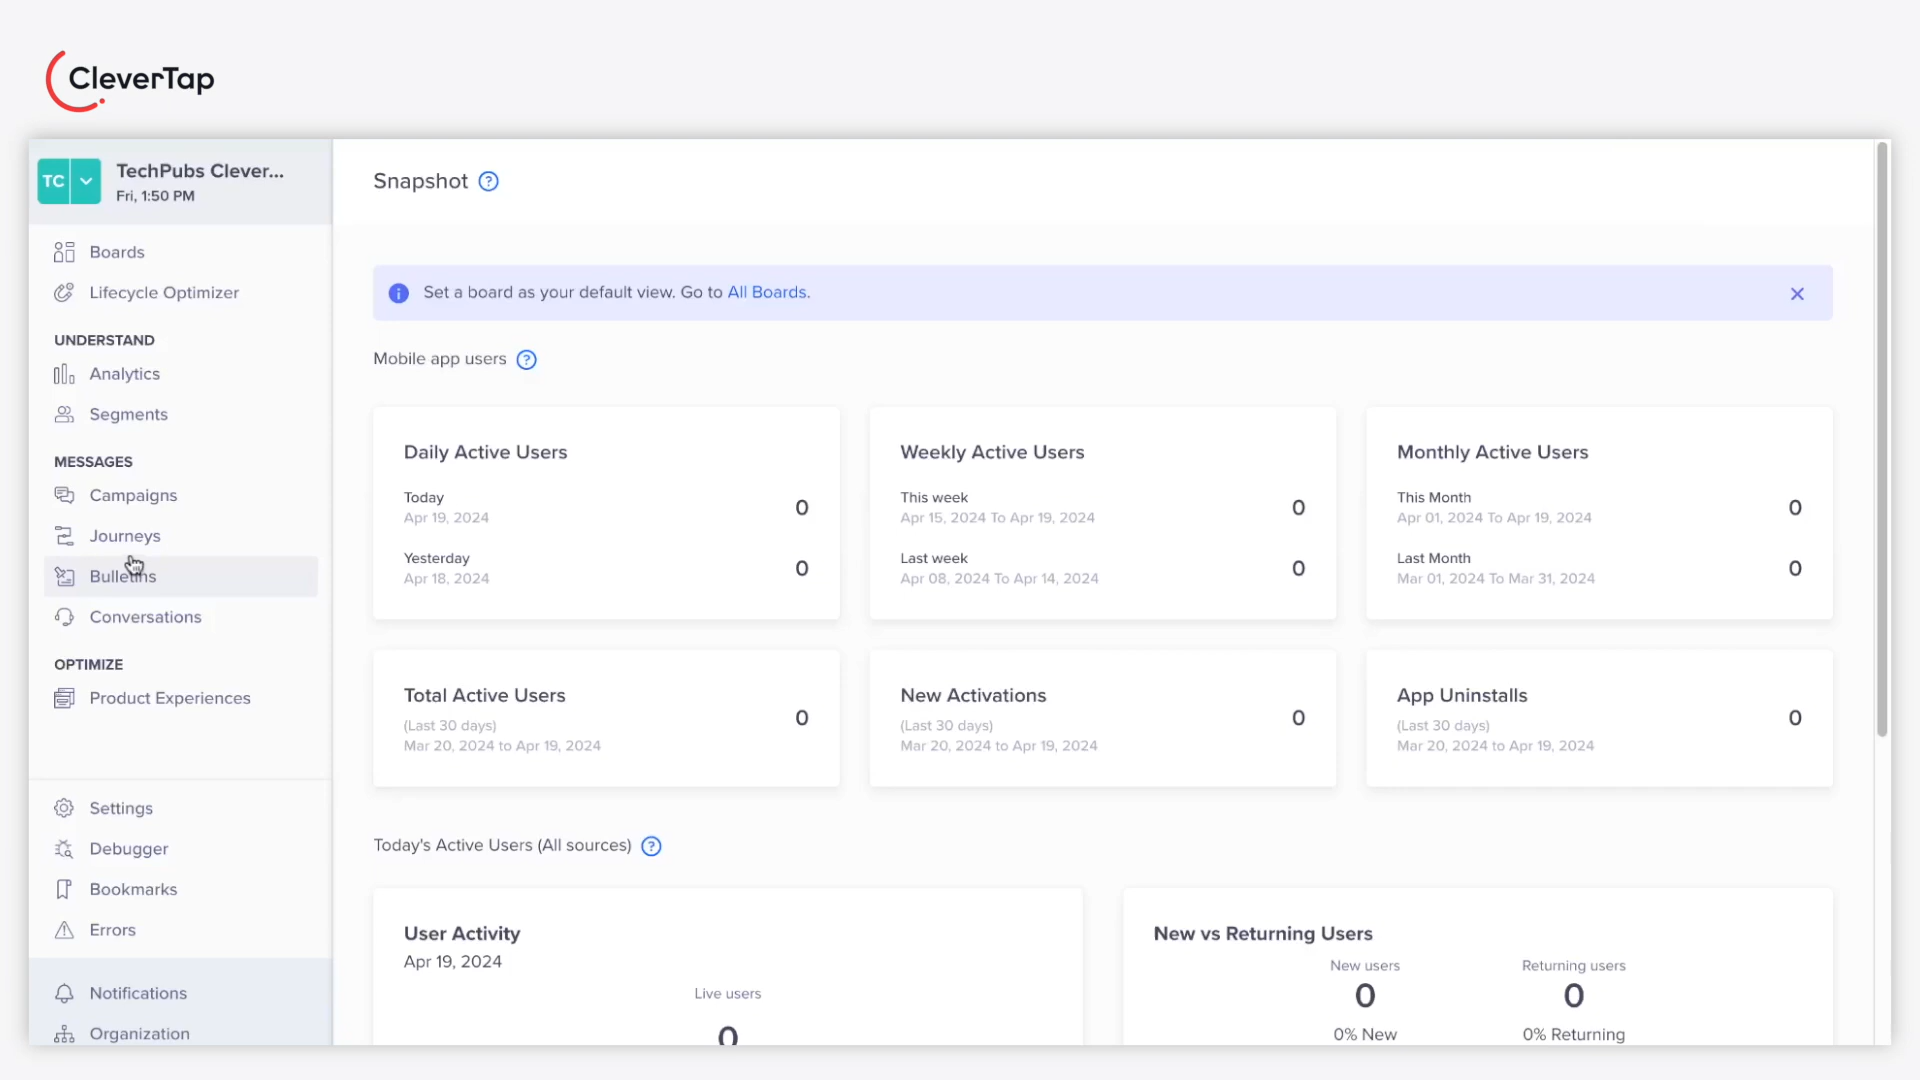 CleverTap
TC
TechPubs Clever...
Fri, 1:50 PM
Boards
Lifecycle Optimizer
UNDERSTAND
Analytics
Segments
MESSAGES
Campaigns
Journeys
Bulletins
Conversations
OPTIMIZE
Product Experiences
Settings
Debugger
Bookmarks
Errors
Notifications
Organization
Snapshot ?
Set a board as your default view. Go to All Boards.
Mobile app users ?
Daily Active Users
Today
Apr 19, 2024
0
Yesterday
Apr 18, 2024
0
Weekly Active Users
This week
Apr 15, 2024 To Apr 19, 2024
0
Last week
Apr 08, 2024 To Apr 14, 2024
0
Monthly Active Users
This Month
Apr 01, 2024 To Apr 19, 2024
0
Last Month
Mar 01, 2024 To Mar 31, 2024
0
Total Active Users
(Last 30 days)
Mar 20, 2024 to Apr 19, 2024
0
New Activations
(Last 30 days)
Mar 20, 2024 to Apr 19, 2024
0
App Uninstalls
(Last 30 days)
Mar 20, 2024 to Apr 19, 2024
0
Today's Active Users (All sources) ?
User Activity
Apr 19, 2024
Live users
0
New vs Returning Users
New users
0
0% New
Returning users
0
0% Returning